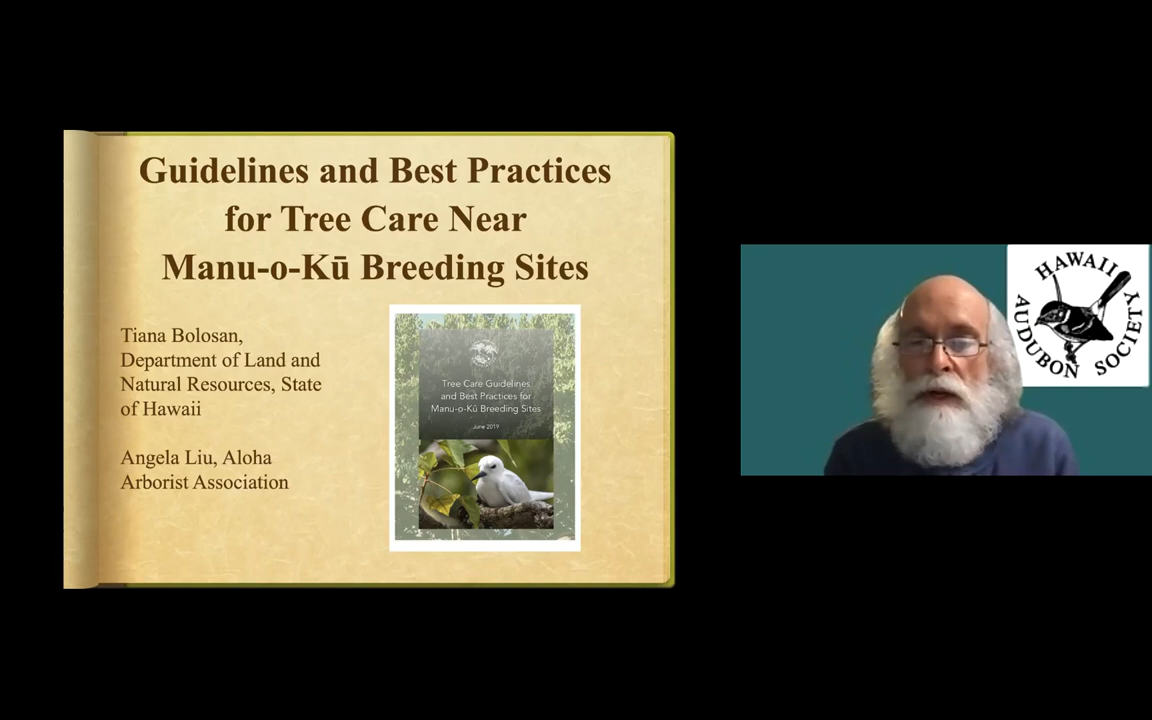 Guidelines and Best Practices
for Tree Care Near
Manu-o-Kū Breeding Sites
Tiana Bolosan,
Department of Land and
Natural Resources, State
of Hawaii
Angela Liu, Aloha
Arborist Association
Tree Care Guidelines
and Best Practices for
Manu-o-Kū Breeding Sites
June 2019
HAWAII
AUDUBON SOCIETY